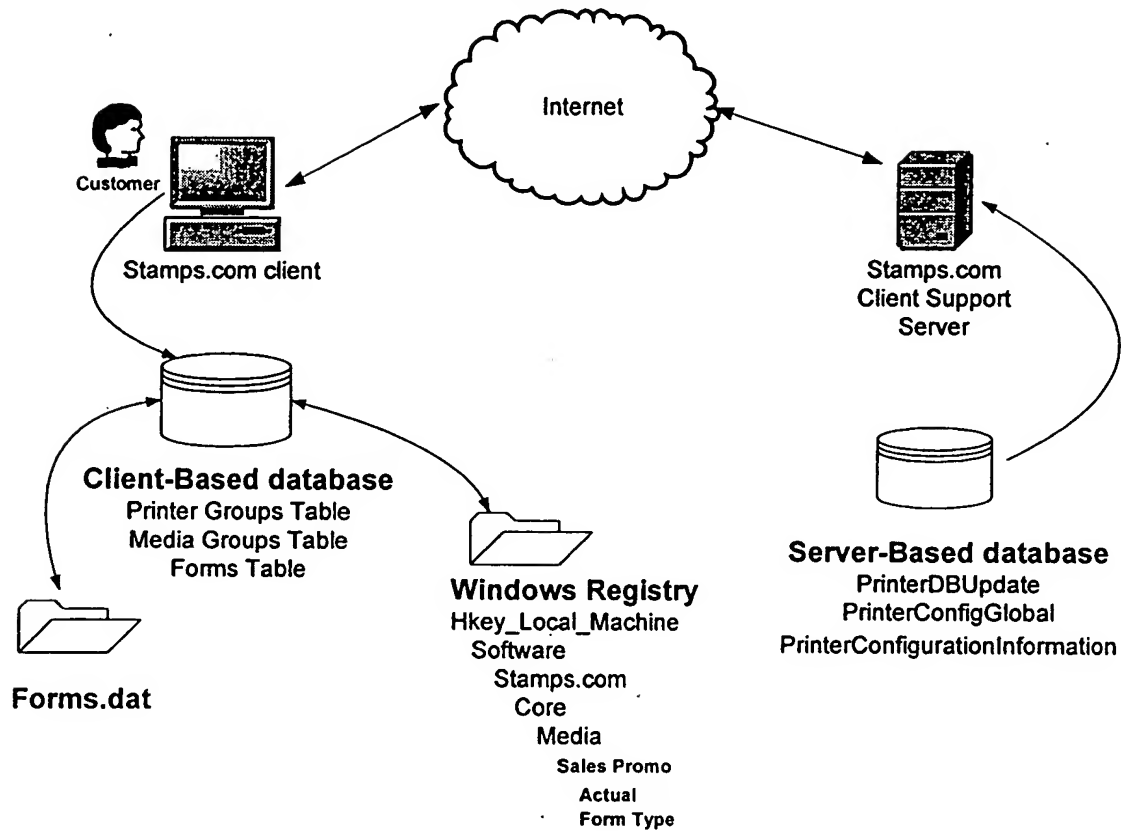 Internet
Customer
Stamps.com client
Stamps.com
Client Support
Server
Client-Based database
Printer Groups Table
Media Groups Table
Forms Table
Forms.dat
Windows Registry
Hkey_Local_Machine
Software
Stamps.com
Core
Media
Sales Promo
Actual
Form Type
Server-Based database
PrinterDBUpdate
PrinterConfigGlobal
PrinterConfigurationInformation